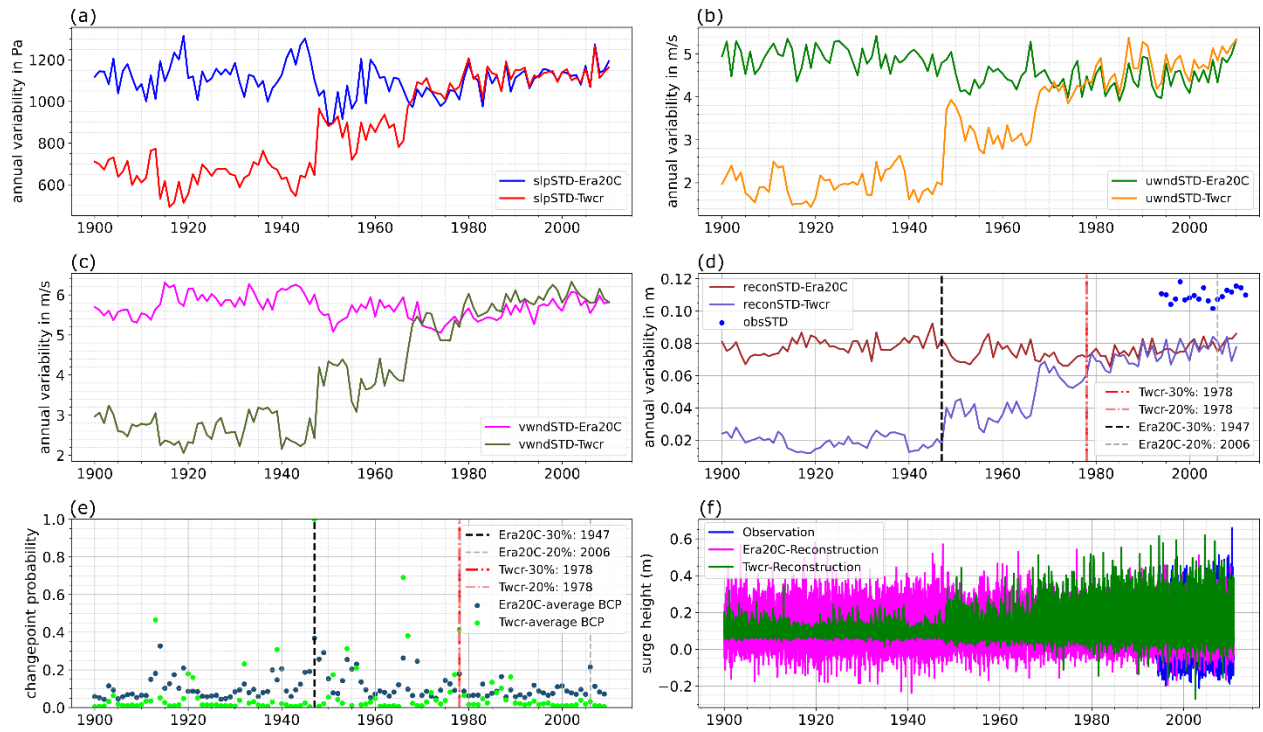 (a)
annual variability in Pa
1200
1000
800
600
slpSTD-Era20C
slpSTD-Twcr
1900 1920 1940 1960 1980 2000
(b)
annual variability in m/s
5
4
3
2
1
uwndSTD-Era20C
uwndSTD-Twcr
1900 1920 1940 1960 1980 2000
(c)
annual variability in m/s
6
5
4
3
2
vwndSTD-Era20C
vwndSTD-Twcr
1900 1920 1940 1960 1980 2000
(d)
annual variability in m
0.12
0.10
0.08
0.06
0.04
0.02
reconSTD-Era20C
reconSTD-Twcr
obsSTD
Twcr-30%: 1978
Twcr-20%: 1978
Era20C-30%: 1947
Era20C-20%: 2006
1900 1920 1940 1960 1980 2000
(e)
changepoint probability
1.0
0.8
0.6
0.4
0.2
0.0
Era20C-30%: 1947
Era20C-20%: 2006
Twcr-30%: 1978
Twcr-20%: 1978
Era20C-average BCP
Twcr-average BCP
1900 1920 1940 1960 1980 2000
(f)
surge height (m)
0.6
0.4
0.2
0.0
−0.2
Observation
Era20C-Reconstruction
Twcr-Reconstruction
1900 1920 1940 1960 1980 2000